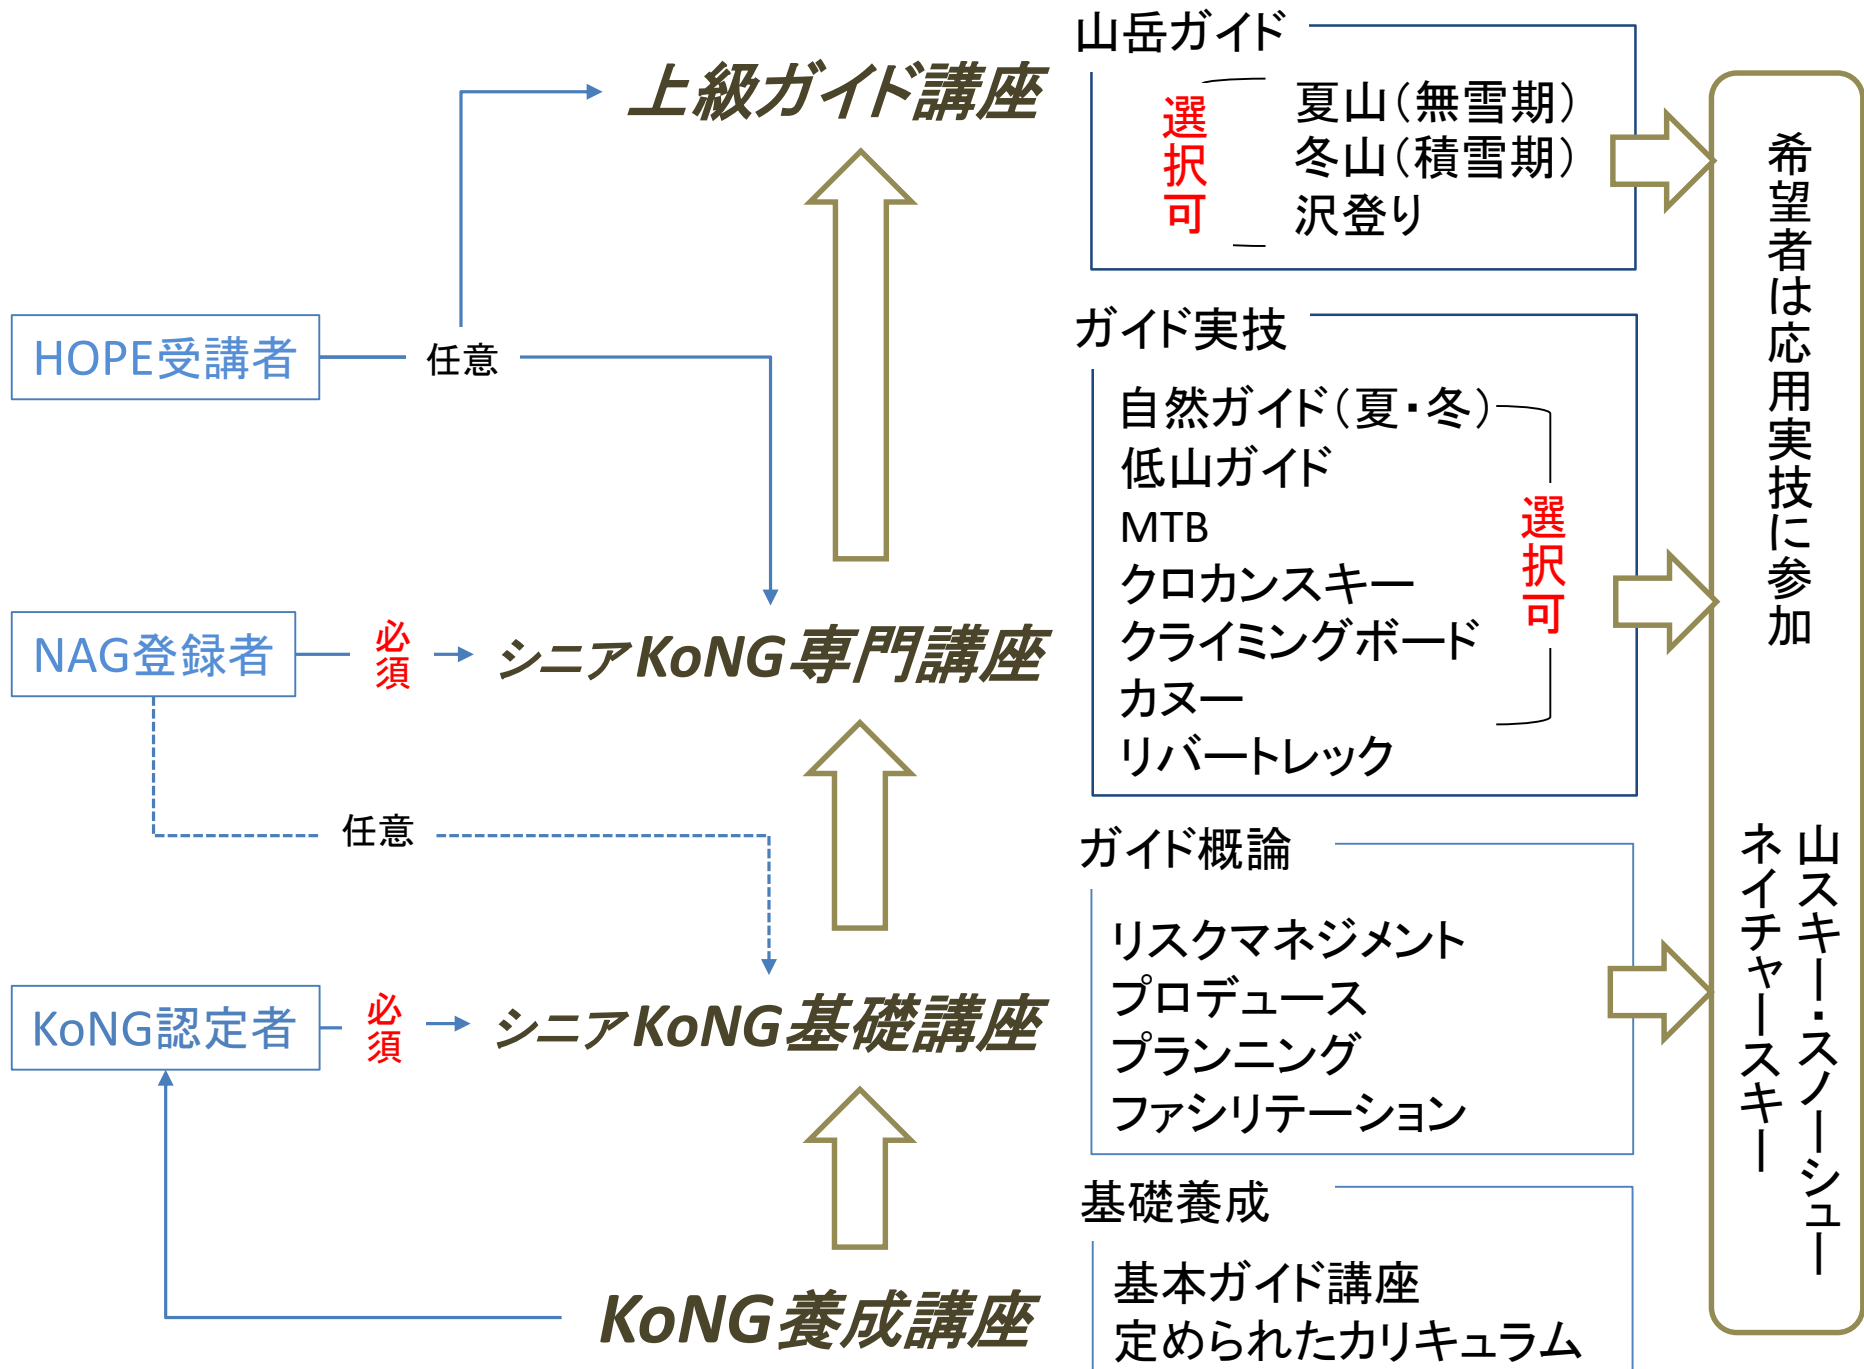 上級ガイド講座
HOPE受講者
任意
NAG登録者
必須
シニアKoNG専門講座
任意
KoNG認定者
必須
シニアKoNG基礎講座
KoNG養成講座
山岳ガイド
選択可
夏山(無雪期)
冬山(積雪期)
沢登り
ガイド実技
自然ガイド(夏・冬)
低山ガイド
MTB
クロカンスキー
クライミングボード
カヌー
リバートレック
選択可
ガイド概論
リスクマネジメント
プロデュース
プランニング
ファシリテーション
基礎養成
基本ガイド講座
定められたカリキュラム
希望者は応用実技に参加
山スキー・スノーシュー
ネイチャースキー